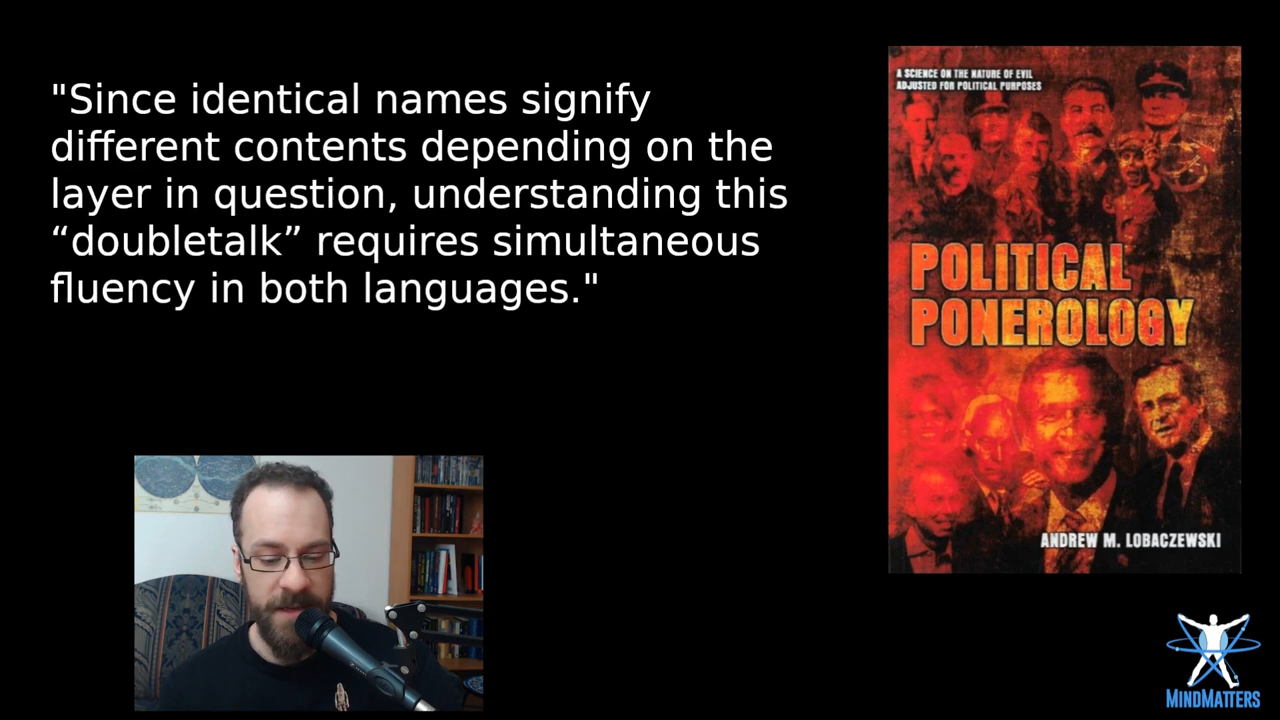 "Since identical names signify
different contents depending on the
layer in question, understanding this
“doubletalk” requires simultaneous
fluency in both languages."
A SCIENCE ON THE NATURE OF EVIL
ADJUSTED FOR POLITICAL PURPOSES
POLITICAL
PONEROLOGY
ANDREW M. LOBACZEWSKI
MINDMATTERS